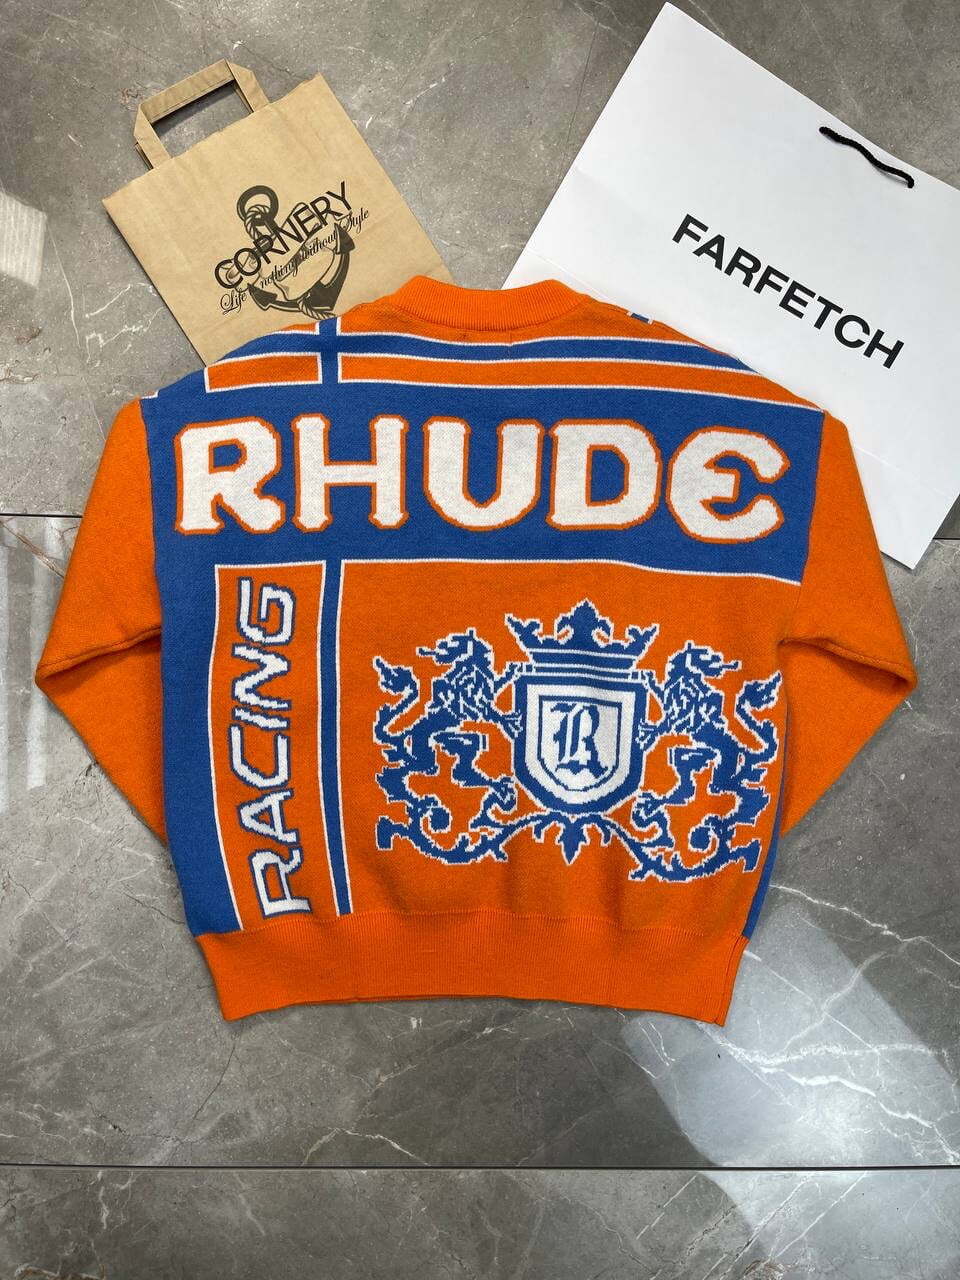 CORNERY
Life is nothing without Style
FARFETCH
RHUDE
RACING
R